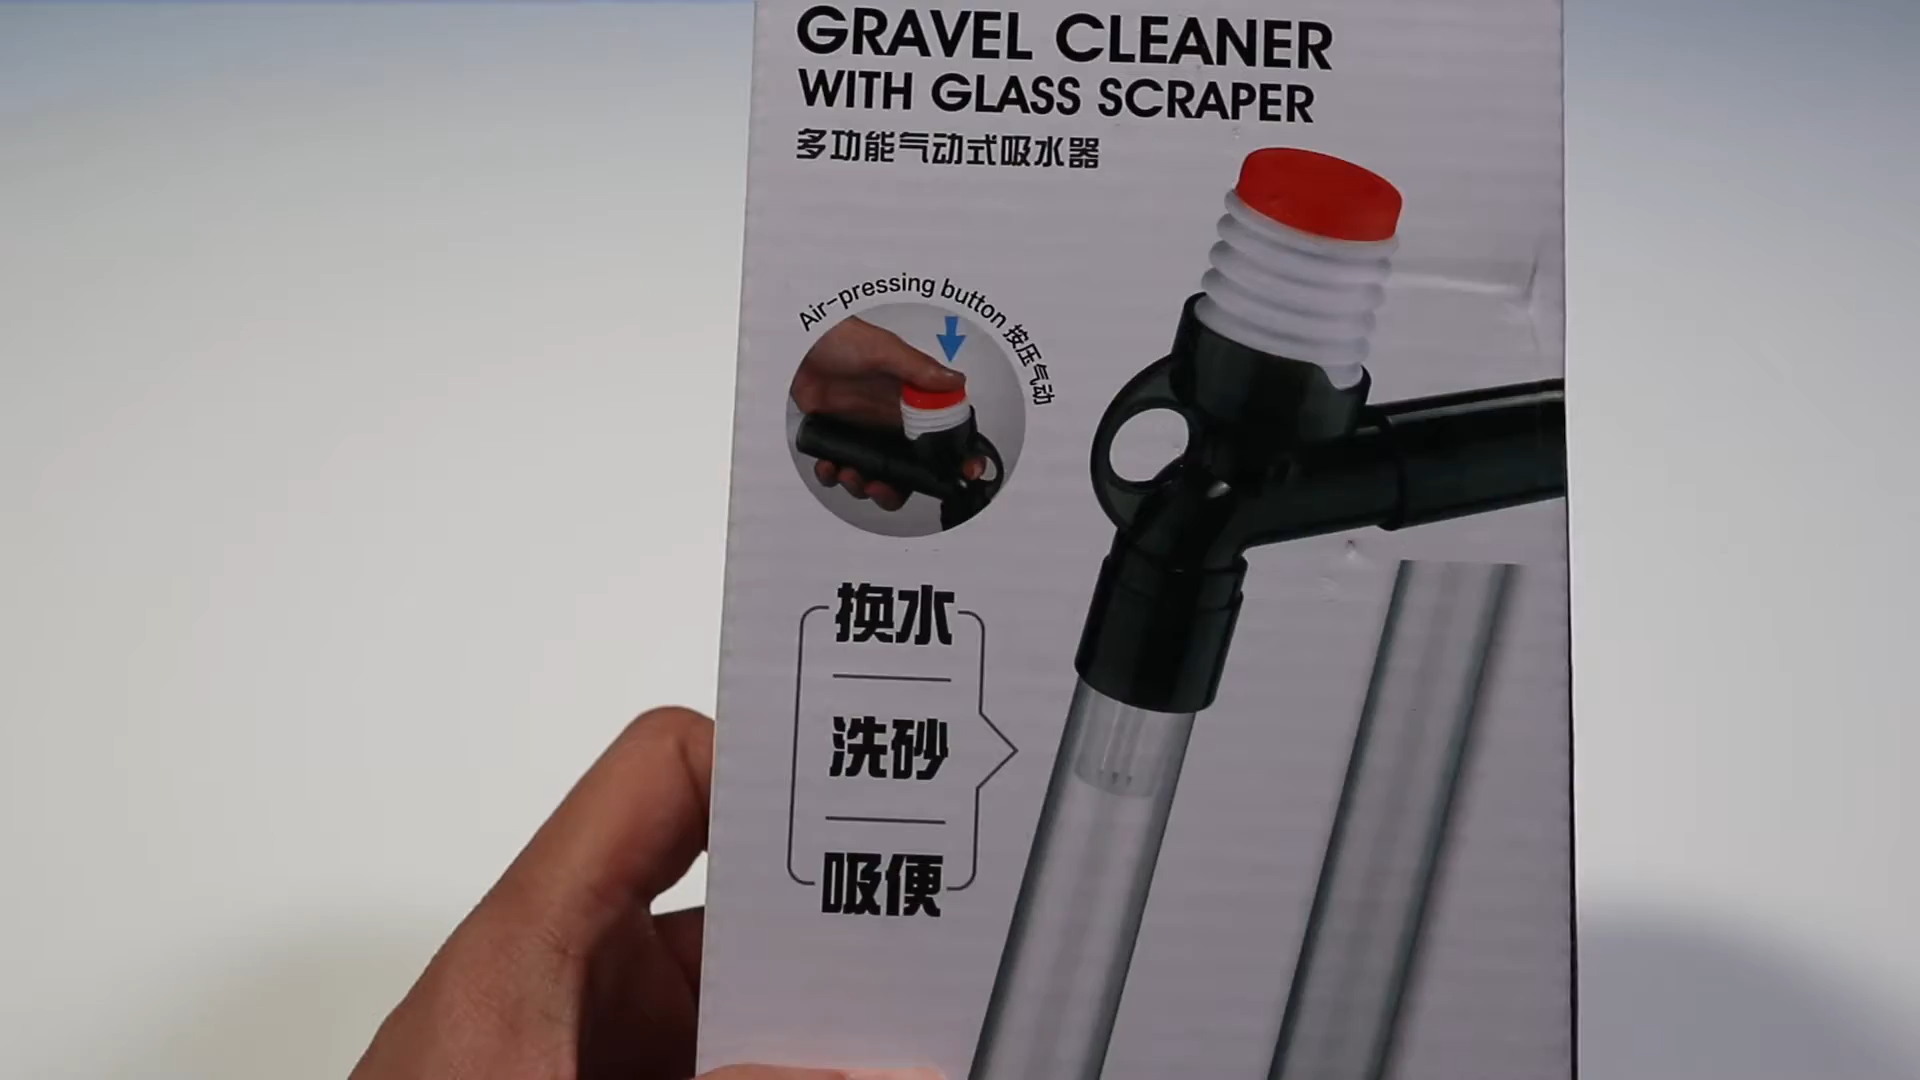 GRAVEL CLEANER
WITH GLASS SCRAPER
多功能气动式吸水器
Air-pressing button 按压气动
换水
洗砂
吸便